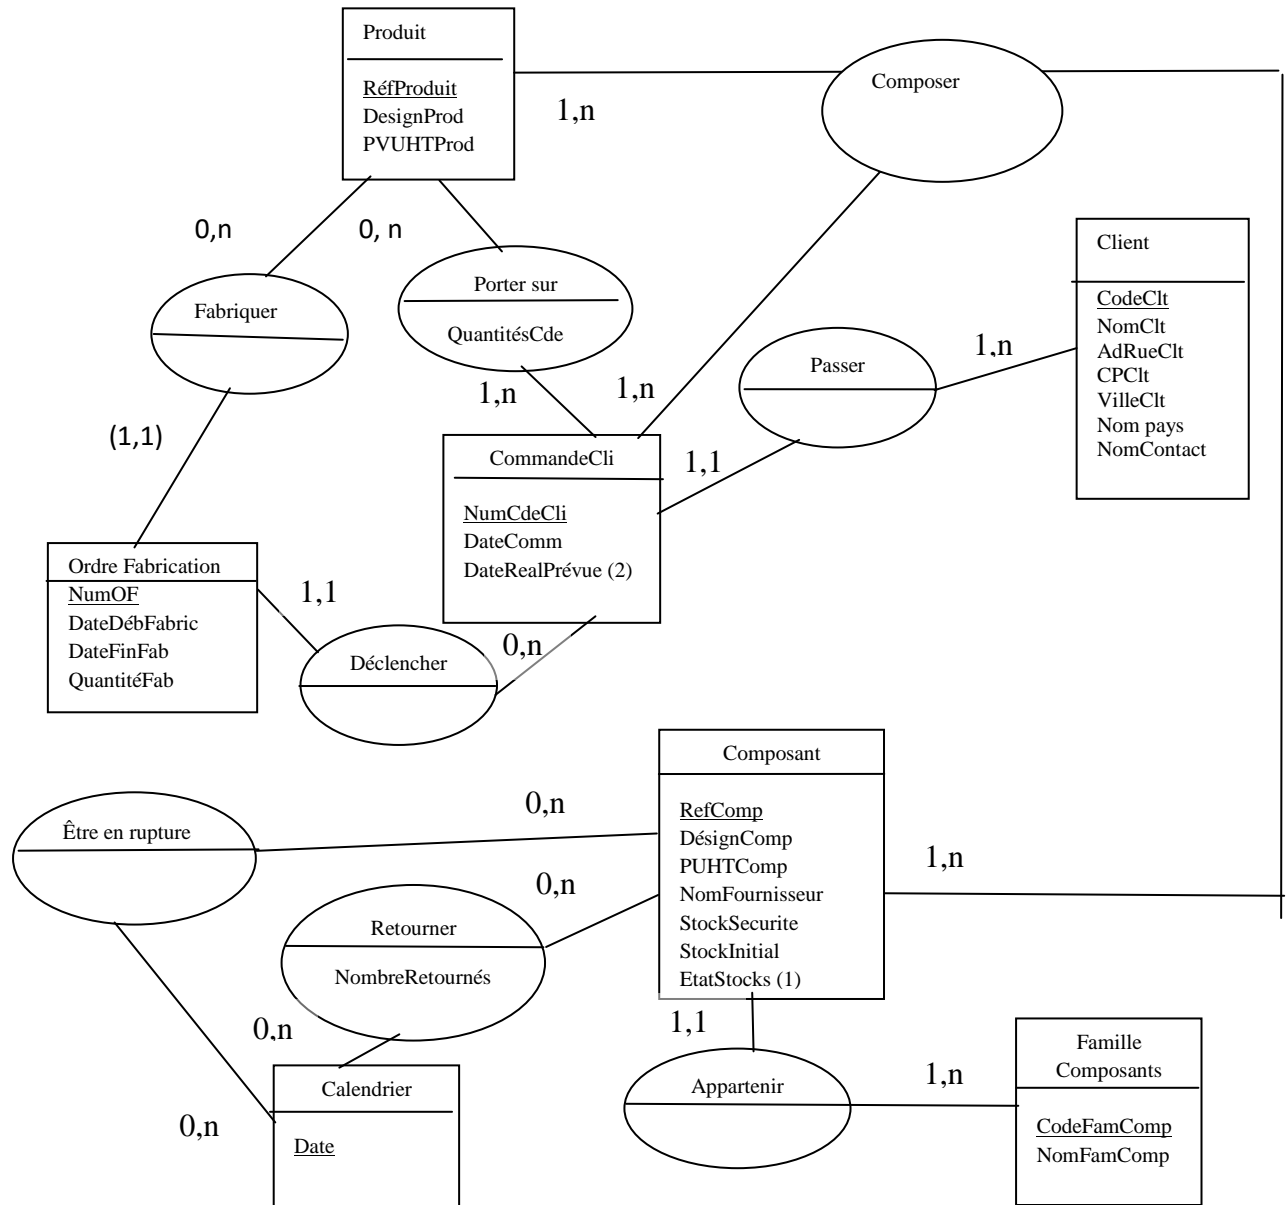 Produit
RéfProduit
DesignProd
PVUHTProd
1,n
Composer
0,n
0, n
Fabriquer
Porter sur
QuantitésCde
1,n
1,n
(1,1)
Client
CodeClt
NomClt
AdRueClt
CPClt
VilleClt
Nom pays
NomContact
1,n
Passer
1,1
CommandeCli
NumCdeCli
DateComm
DateRealPrévue (2)
Ordre Fabrication
NumOF
DateDébFabric
DateFinFab
QuantitéFab
1,1
Déclencher
0,n
Composant
RefComp
DésignComp
PUHTComp
NomFournisseur
StockSecurite
StockInitial
EtatStocks (1)
0,n
Être en rupture
0,n
1,n
Retourner
NombreRetournés
0,n
0,n
Calendrier
Date
1,1
Appartenir
1,n
Famille
Composants
CodeFamComp
NomFamComp